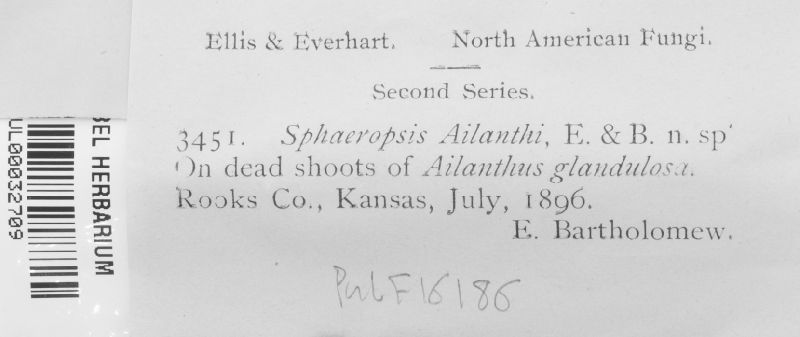 Ellis & Everhart. North American Fungi.
Second Series.
3451. Sphaeropsis Ailanthi, E. & B. n. sp
On dead shoots of Ailanthus glandulosa.
Rooks Co., Kansas, July, 1896.
E. Bartholomew.
BEL HERBARIUM
UL00032709